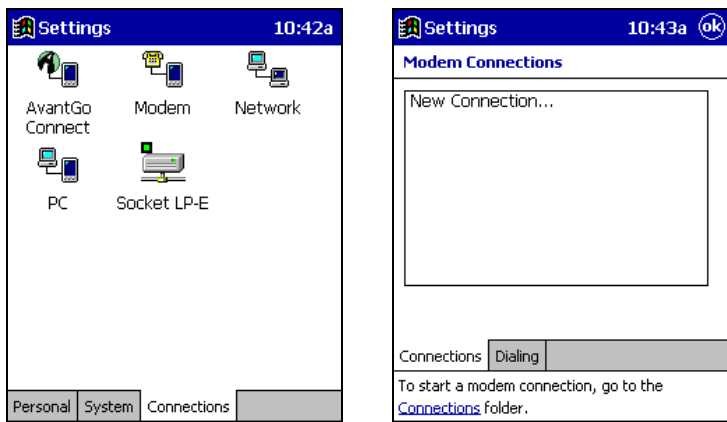 Settings 10:42a
AvantGo Connect
Modem
Network
PC
Socket LP-E
Personal System Connections
Settings 10:43a ok
Modem Connections
New Connection...
Connections Dialing
To start a modem connection, go to the
Connections folder.